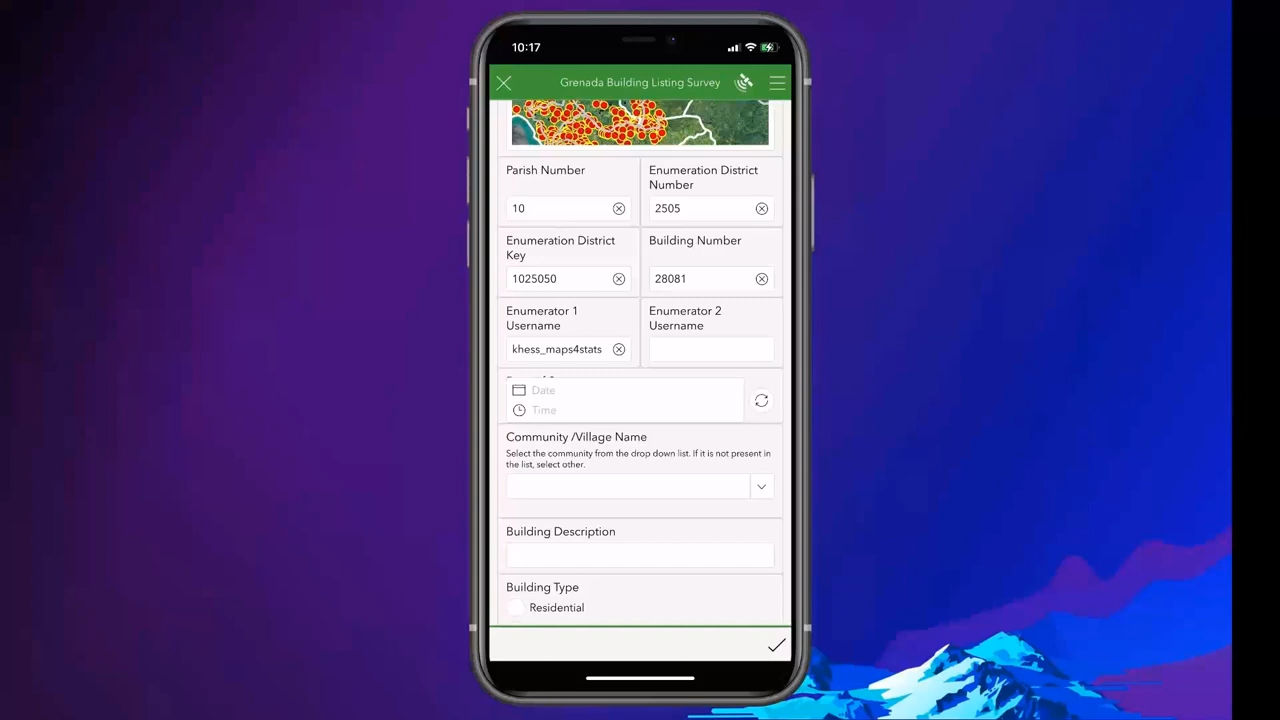 10:17
Grenada Building Listing Survey
Parish Number
Enumeration District
Number
10
2505
Enumeration District
Key
Building Number
1025050
28081
Enumerator 1
Username
Enumerator 2
Username
khess_maps4stats
Date
Time
Community /Village Name
Select the community from the drop down list. If it is not present in
the list, select other.
Building Description
Building Type
Residential